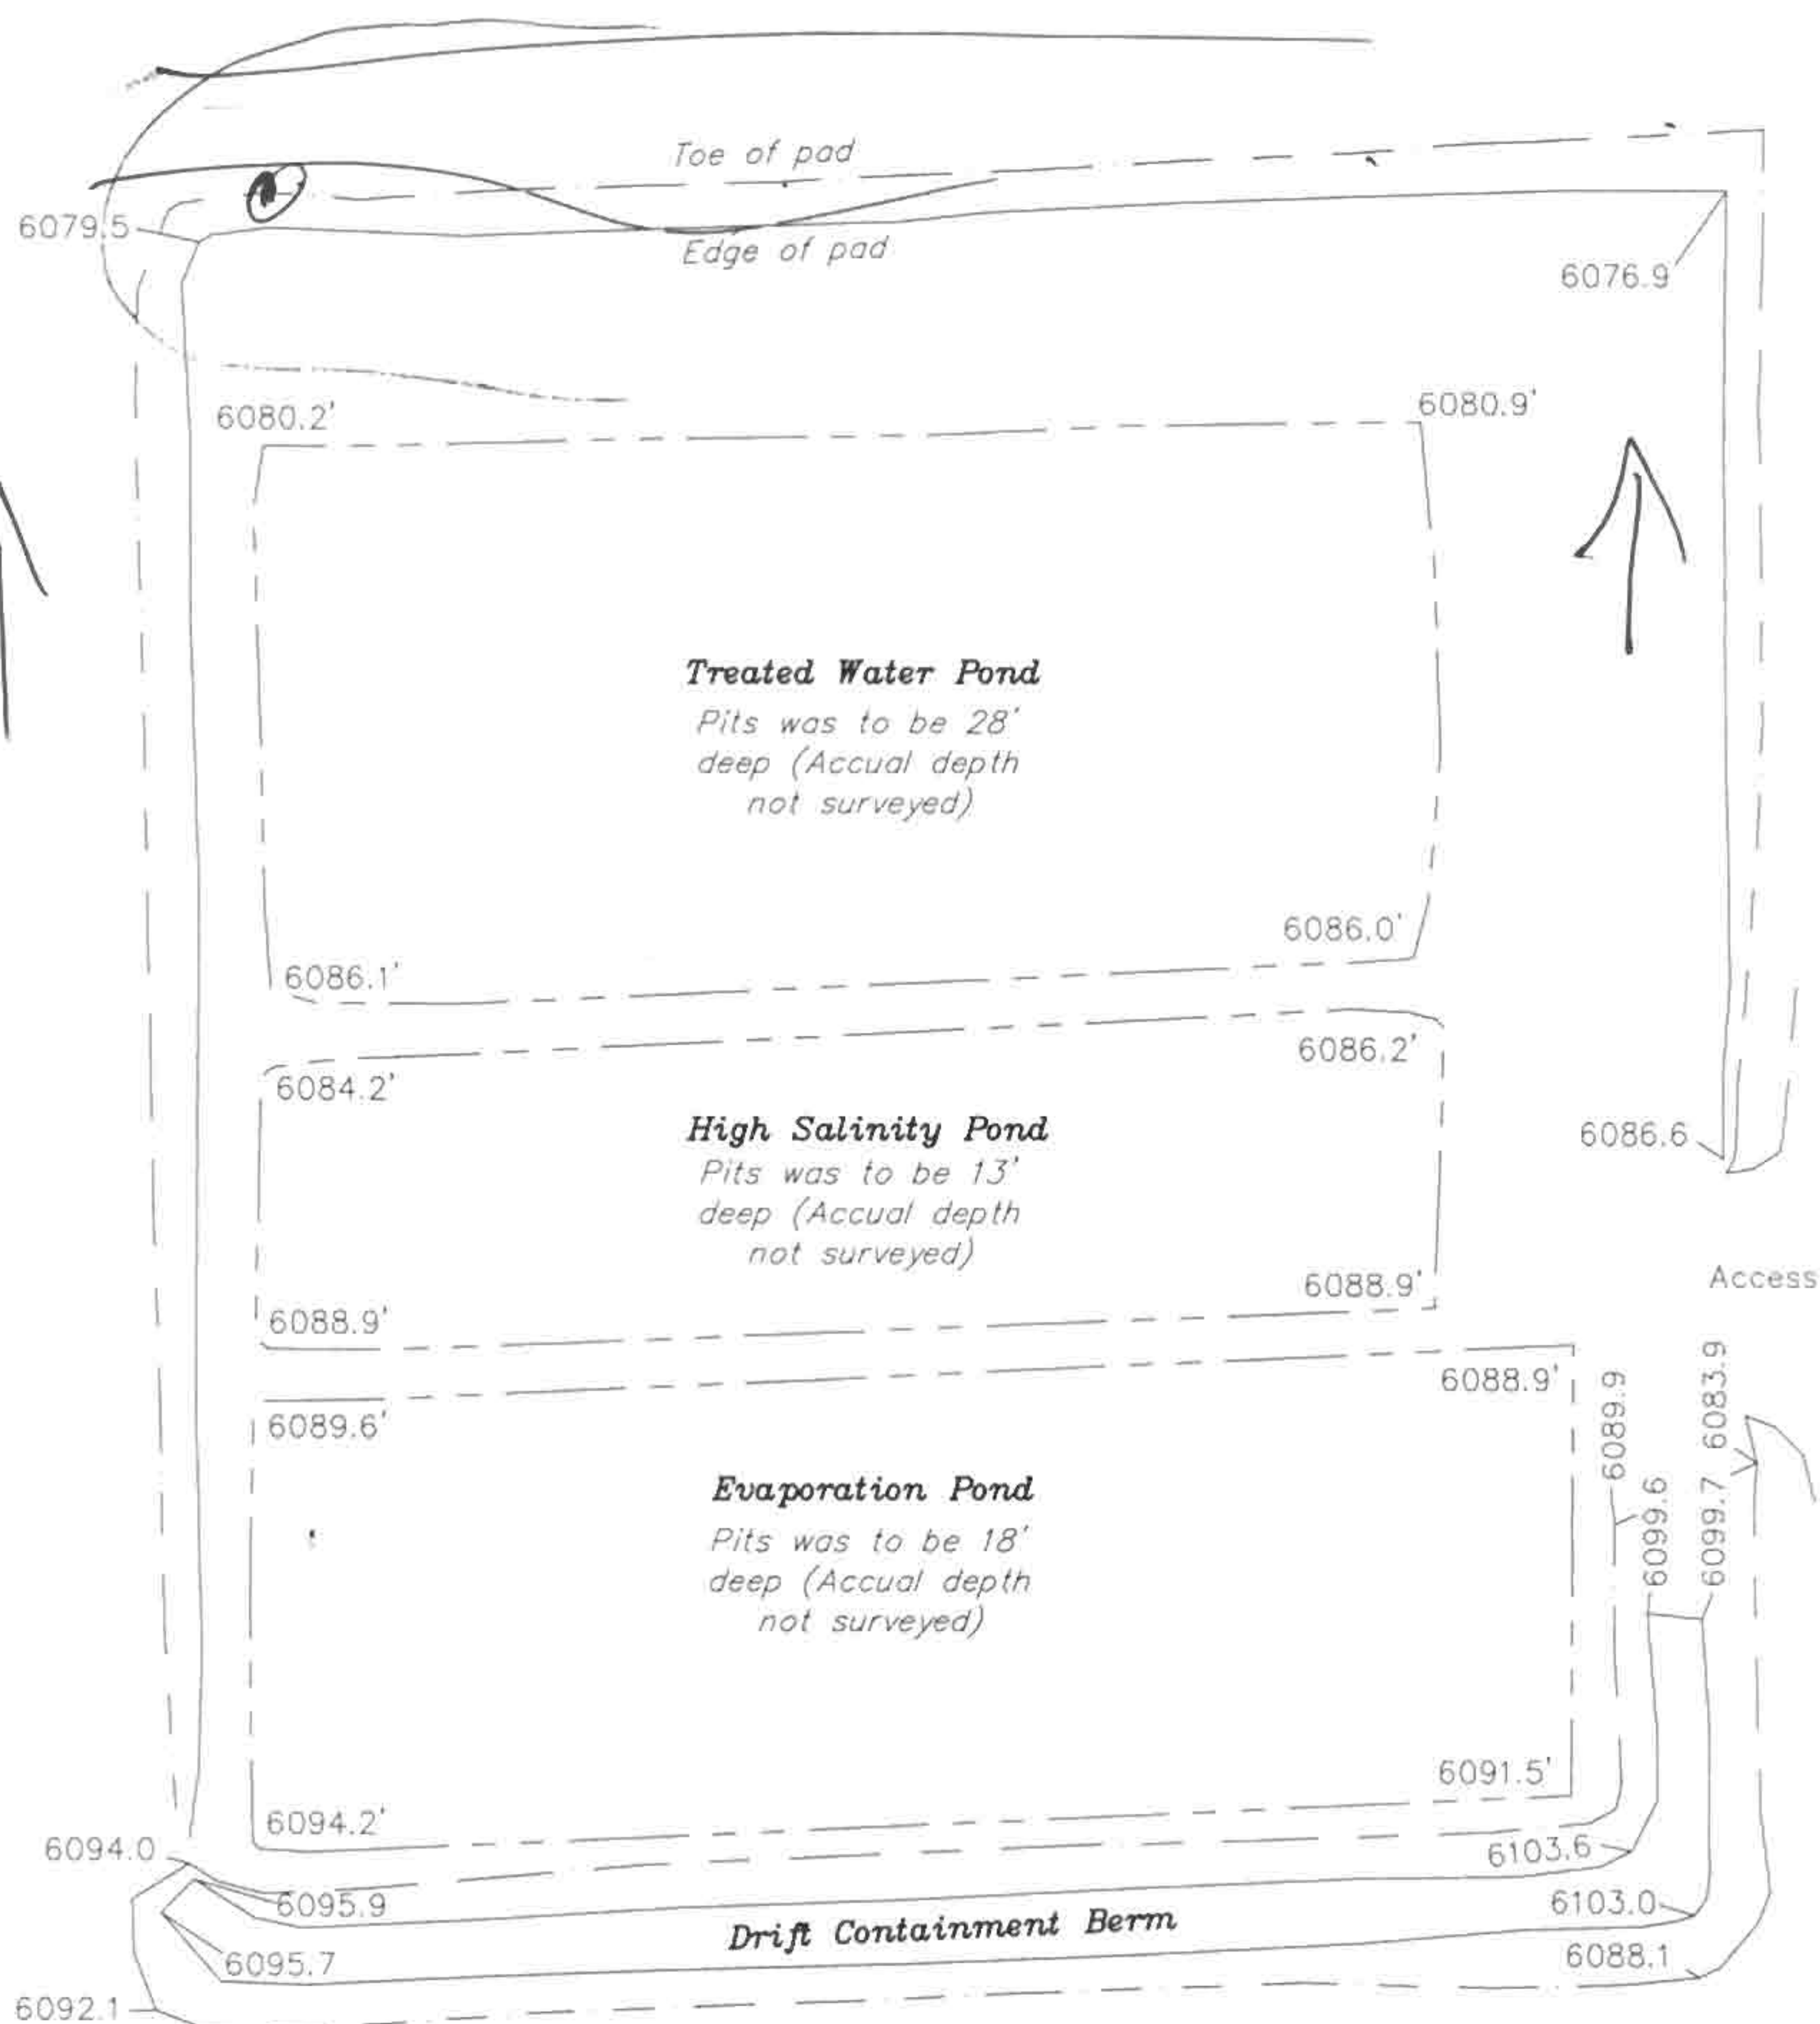 Toe of pad
6079.5
Edge of pad
6076.9
6080.2'
6080.9'
Treated Water Pond
Pits was to be 28'
deep (Accual depth
not surveyed)
6086.0'
6086.1'
6086.2'
6084.2'
High Salinity Pond
Pits was to be 13'
deep (Accual depth
not surveyed)
6086.6
Access
6088.9'
6088.9'
6088.9'
6089.6'
6089.9
6083.9
6099.6
6099.7
Evaporation Pond
Pits was to be 18'
deep (Accual depth
not surveyed)
6091.5'
6094.2'
6094.0
6103.6
6095.9
6103.0
Drift Containment Berm
6095.7
6088.1
6092.1